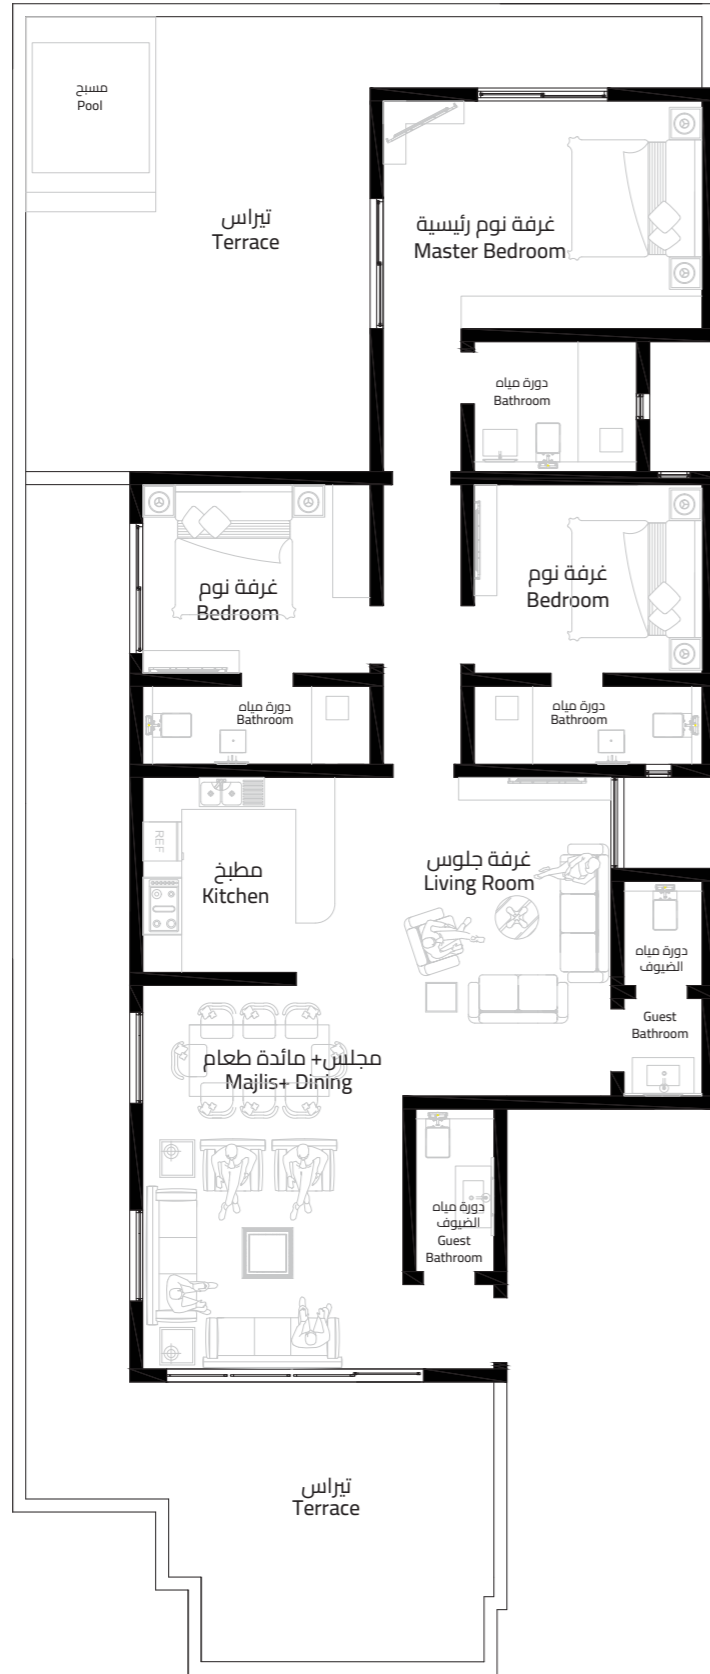 مسبح
Pool
تيراس
Terrace
غرفة نوم رئيسية
Master Bedroom
دورة مياه
Bathroom
غرفة نوم
Bedroom
غرفة نوم
Bedroom
دورة مياه
Bathroom
دورة مياه
Bathroom
REF
مطبخ
Kitchen
غرفة جلوس
Living Room
دورة مياه
الضيوف
Guest
Bathroom
مجلس+ مائدة طعام
Majlis+ Dining
دورة مياه
الضيوف
Guest
Bathroom
تيراس
Terrace